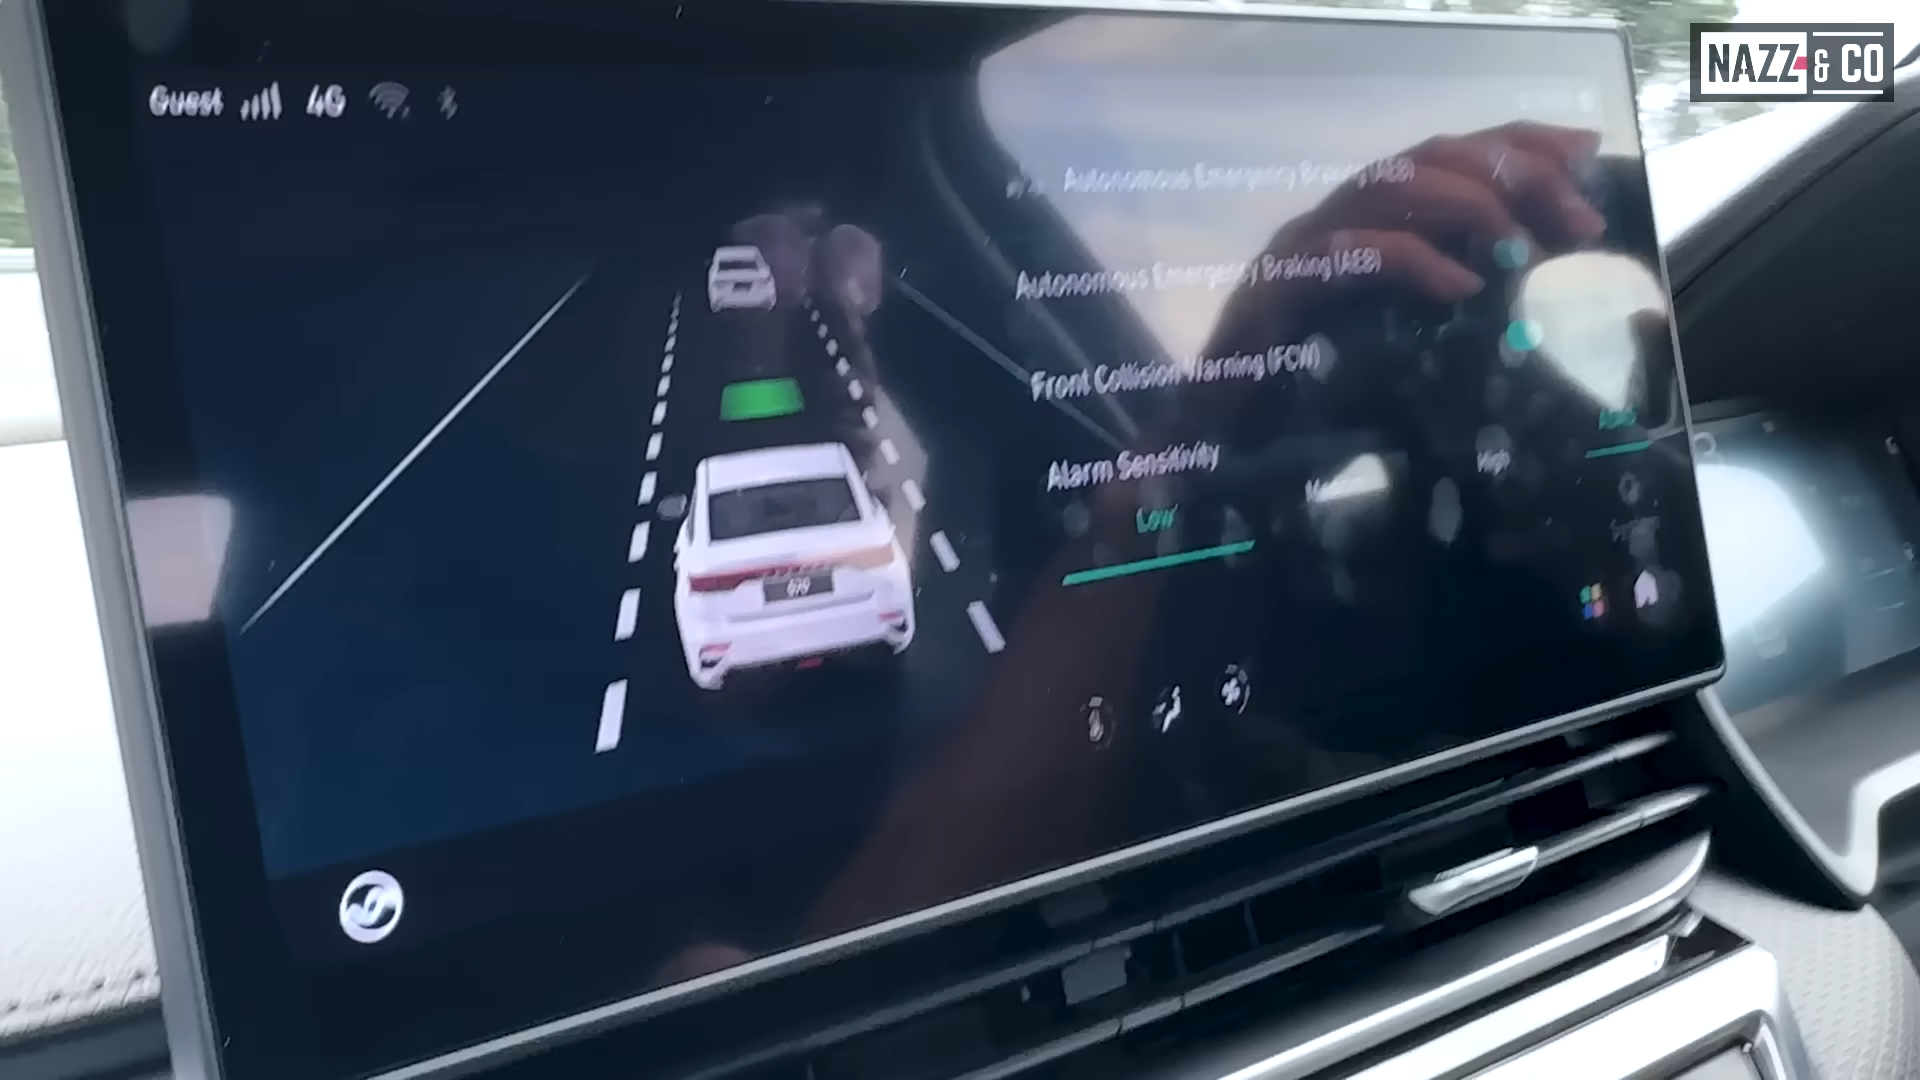 NAZZ & CO
Guest 4G
Autonomous Emergency Braking (AEB)
Autonomous Emergency Braking (AEB)
Front Collision Warning (FCW)
Alarm Sensitivity
Low High